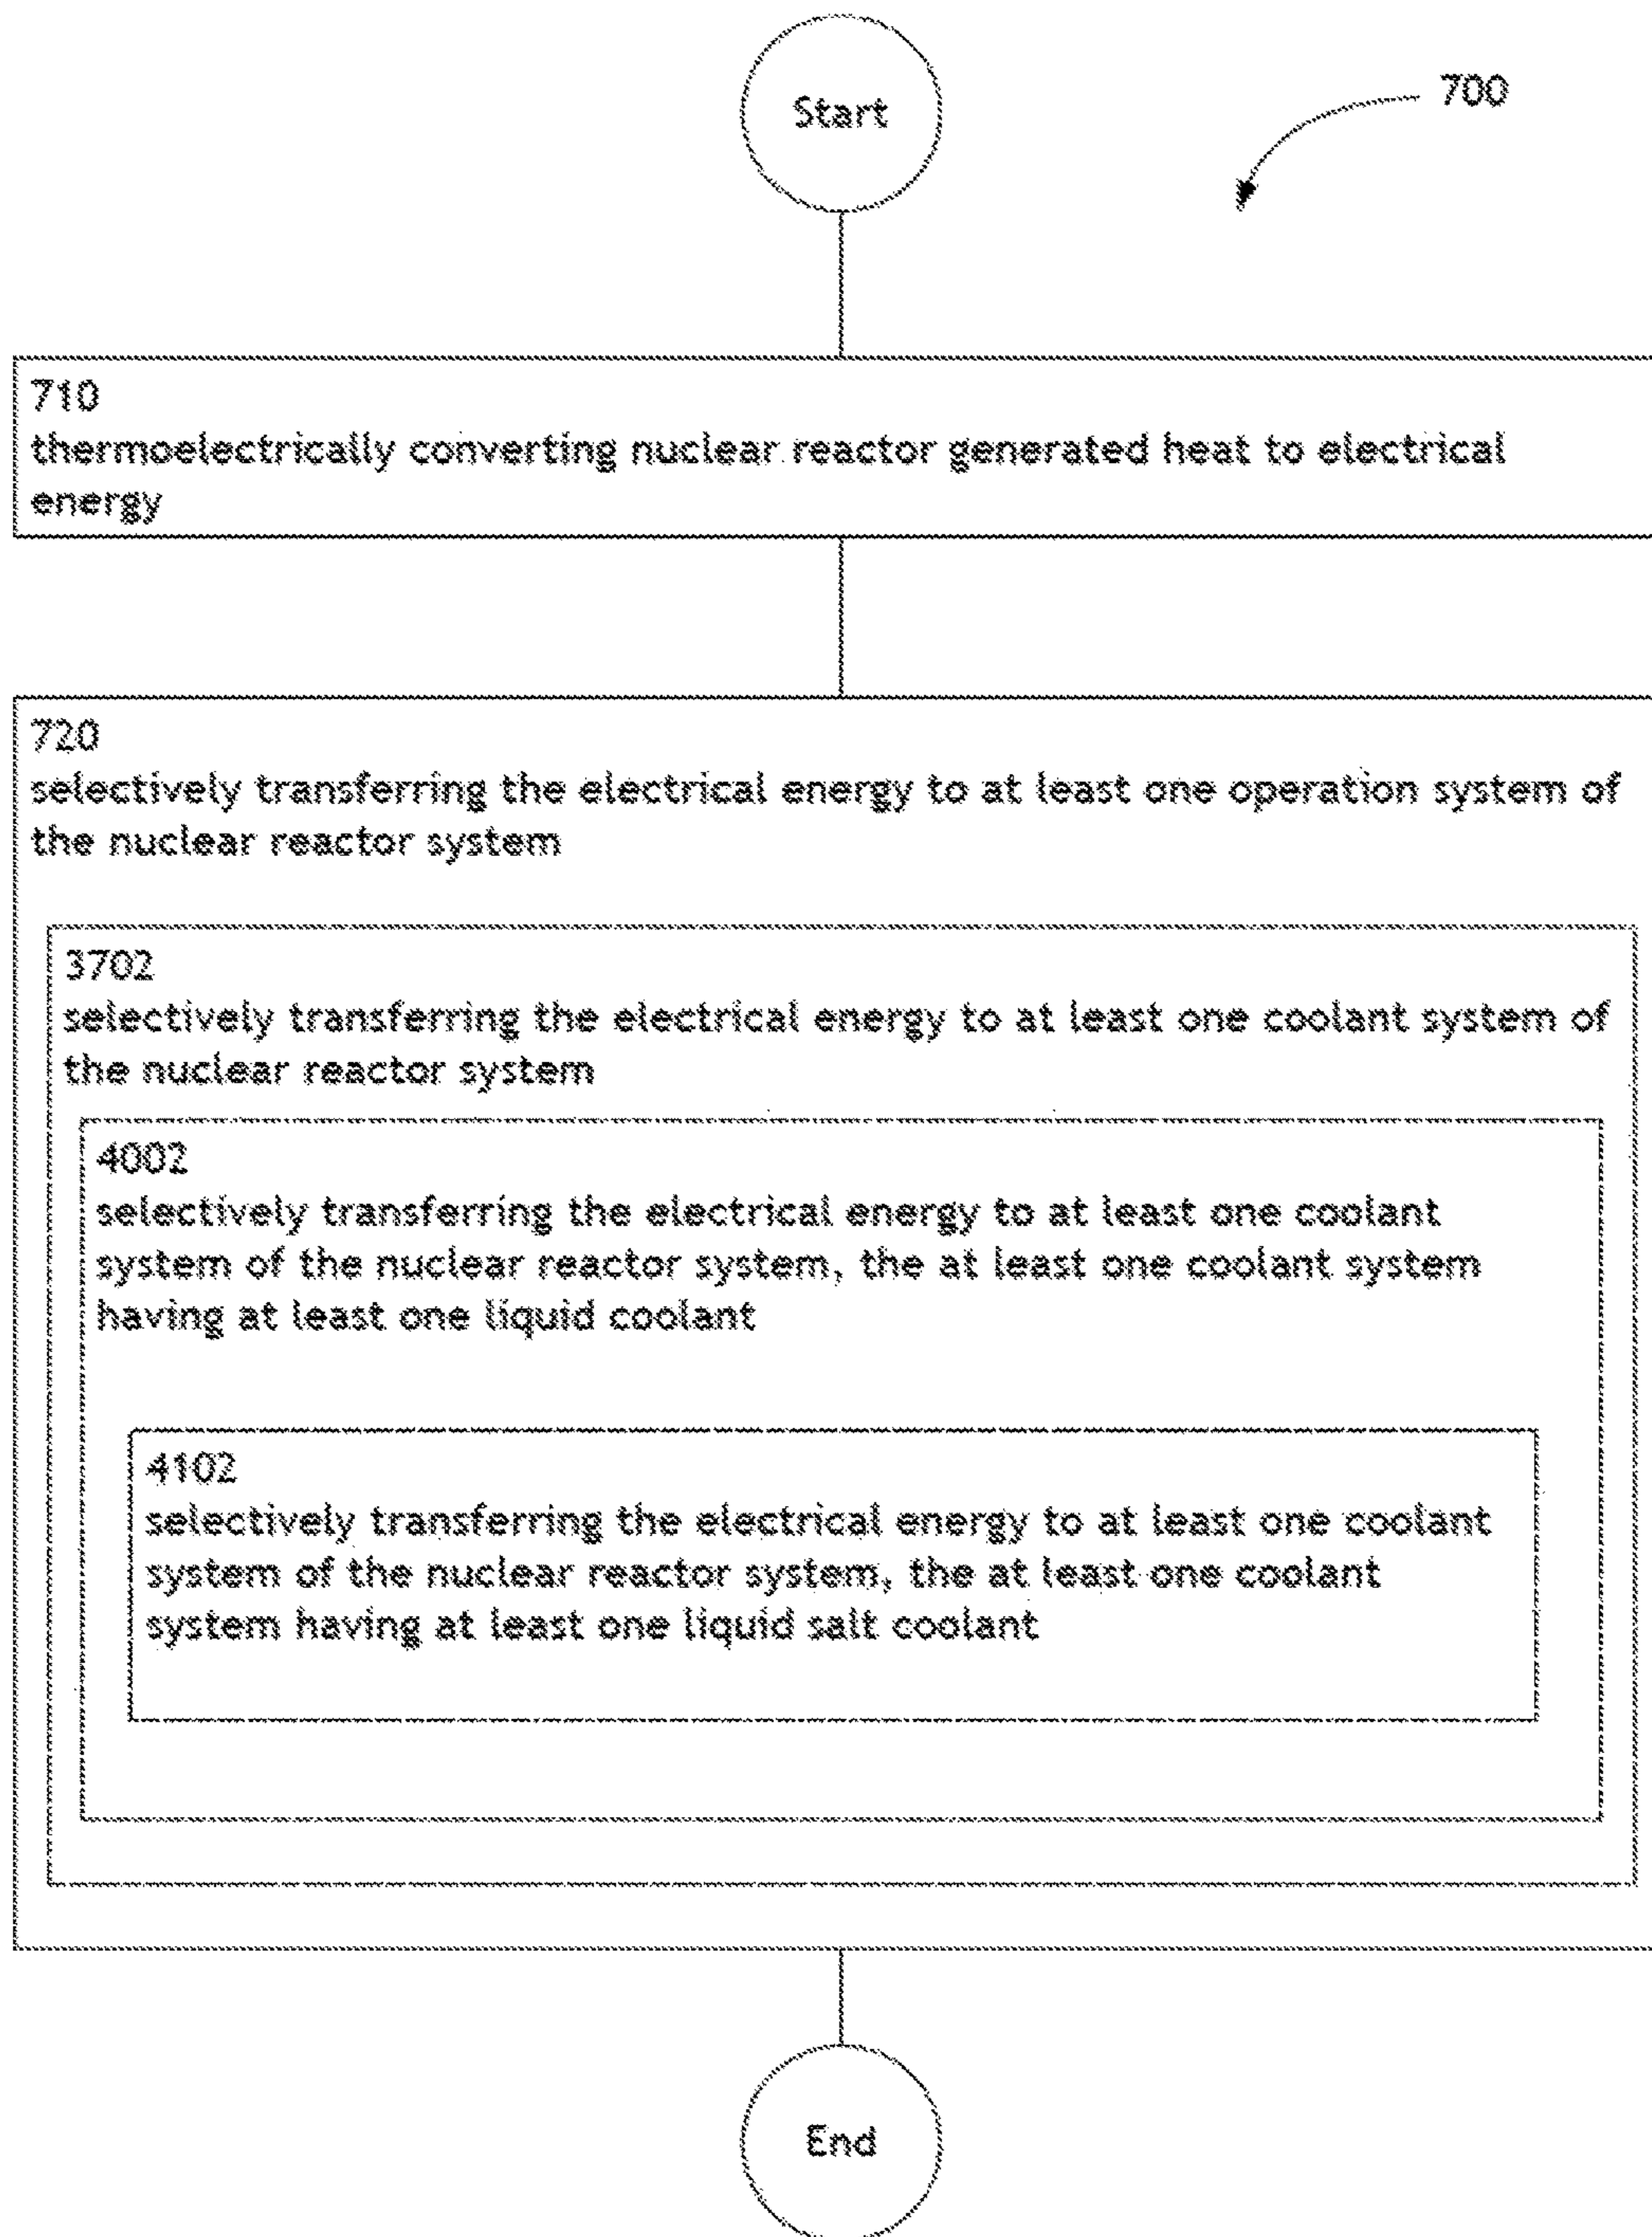 Start
700
710
thermoelectrically converting nuclear reactor generated heat to electrical
energy
720
selectively transferring the electrical energy to at least one operation system of
the nuclear reactor system
3702
selectively transferring the electrical energy to at least one coolant system of
the nuclear reactor system
4002
selectively transferring the electrical energy to at least one coolant
system of the nuclear reactor system, the at least one coolant system
having at least one liquid coolant
4102
selectively transferring the electrical energy to at least one coolant
system of the nuclear reactor system, the at least one coolant
system having at least one liquid salt coolant
End